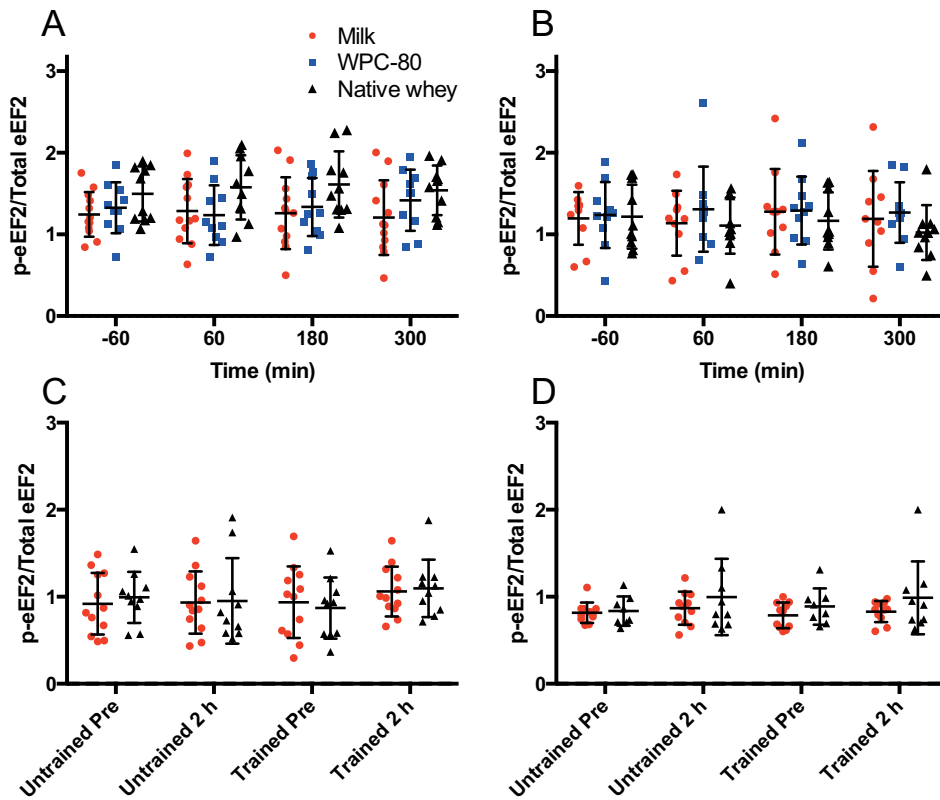 A
Milk
WPC-80
Native whey
p-eEF2/Total eEF2
3
2
1
0
-60
60
180
300
Time (min)
B
p-eEF2/Total eEF2
3
2
1
0
-60
60
180
300
Time (min)
C
p-eEF2/Total eEF2
3
2
1
0
Untrained Pre
Untrained 2 h
Trained Pre
Trained 2 h
D
p-eEF2/Total eEF2
3
2
1
0
Untrained Pre
Untrained 2 h
Trained Pre
Trained 2 h